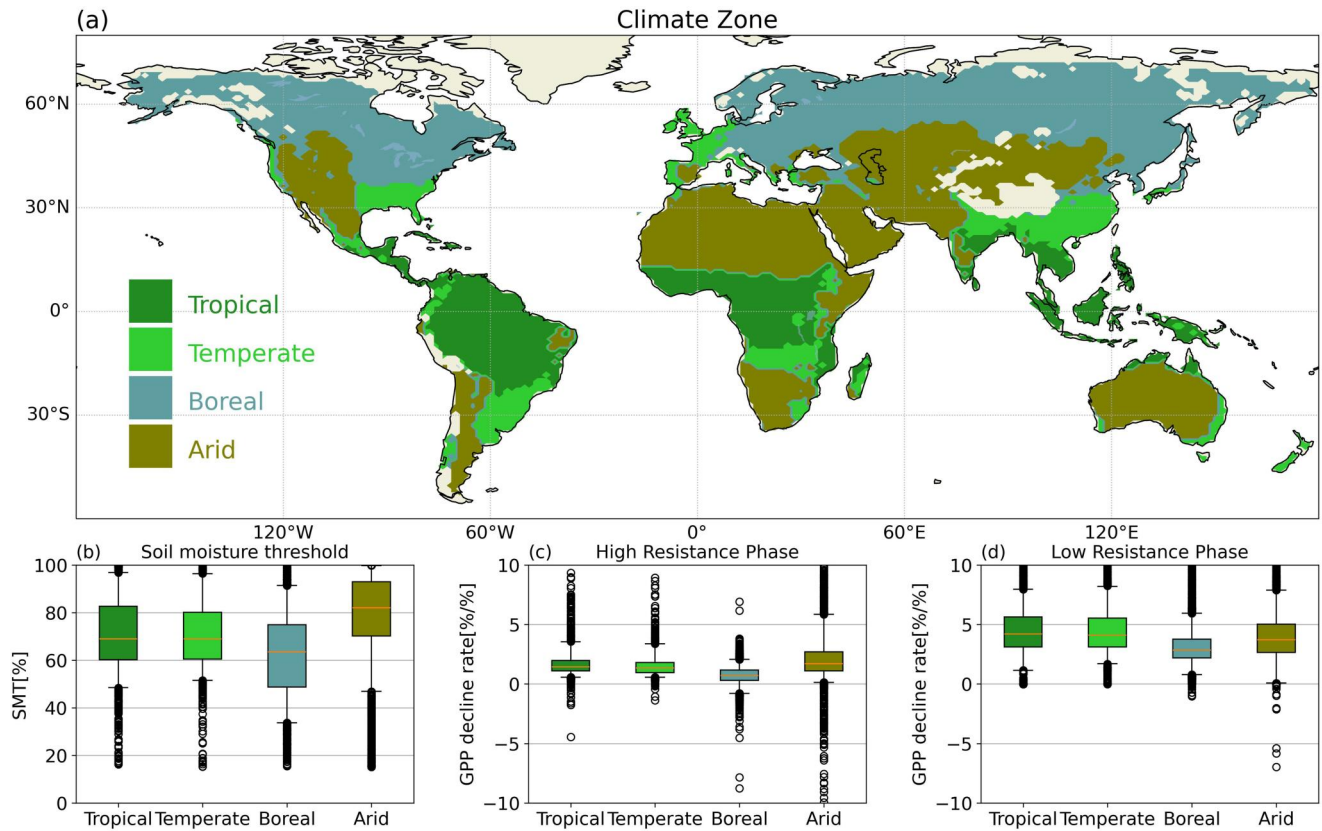 (a) Climate Zone
60°N
30°N
0°
30°S
Tropical
Temperate
Boreal
Arid
120°W 60°W 0° 60°E 120°E
(b) Soil moisture threshold
SMT[%]
100
80
60
40
20
0
Tropical Temperate Boreal Arid
(c) High Resistance Phase
GPP decline rate[%/%]
10
5
0
−5
−10
Tropical Temperate Boreal Arid
(d) Low Resistance Phase
GPP decline rate[%/%]
10
5
0
−5
−10
Tropical Temperate Boreal Arid